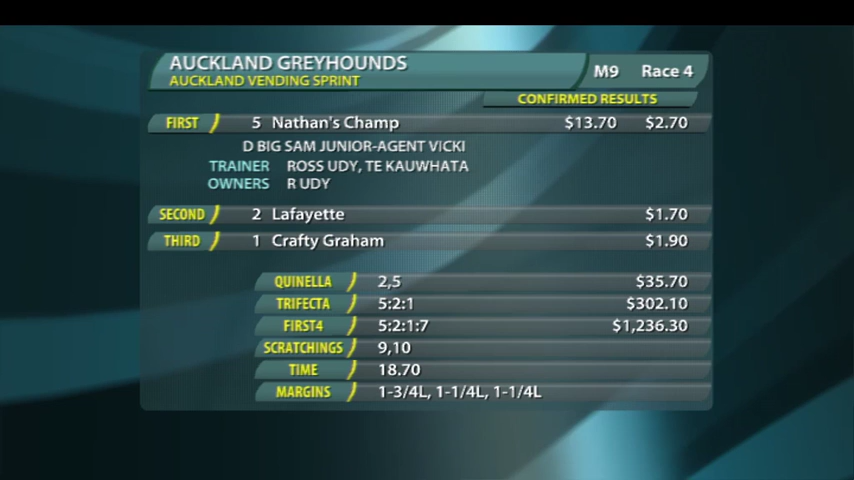 AUCKLAND GREYHOUNDS
AUCKLAND VENDING SPRINT
M9 Race 4
CONFIRMED RESULTS
FIRST 5 Nathan's Champ $13.70 $2.70
D BIG SAM JUNIOR-AGENT VICKI
TRAINER ROSS UDY, TE KAUWHATA
OWNERS R UDY
SECOND 2 Lafayette $1.70
THIRD 1 Crafty Graham $1.90
QUINELLA 2,5 $35.70
TRIFECTA 5:2:1 $302.10
FIRST4 5:2:1:7 $1,236.30
SCRATCHINGS 9,10
TIME 18.70
MARGINS 1-3/4L, 1-1/4L, 1-1/4L